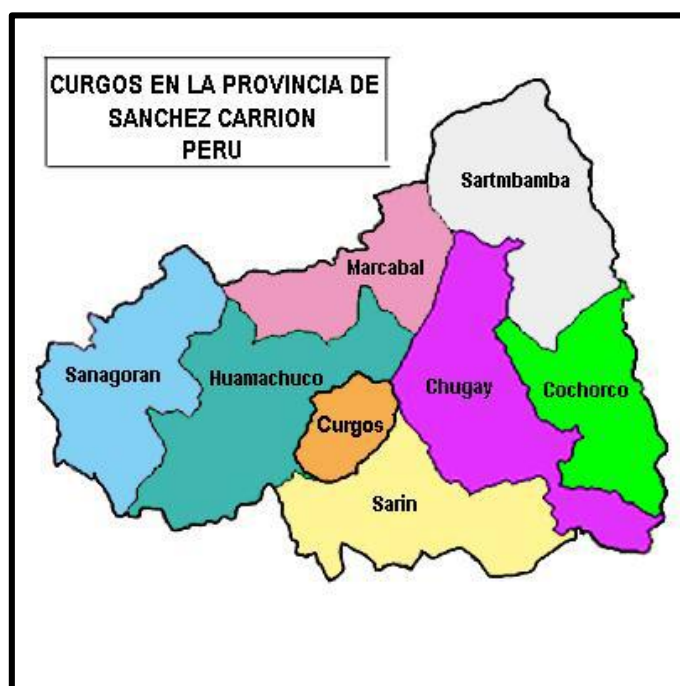 CURGOS EN LA PROVINCIA DE
SANCHEZ CARRION
PERU
Sartmbamba
Marcabal
Sanagoran
Huamachuco
Chugay
Cochorco
Curgos
Sarin